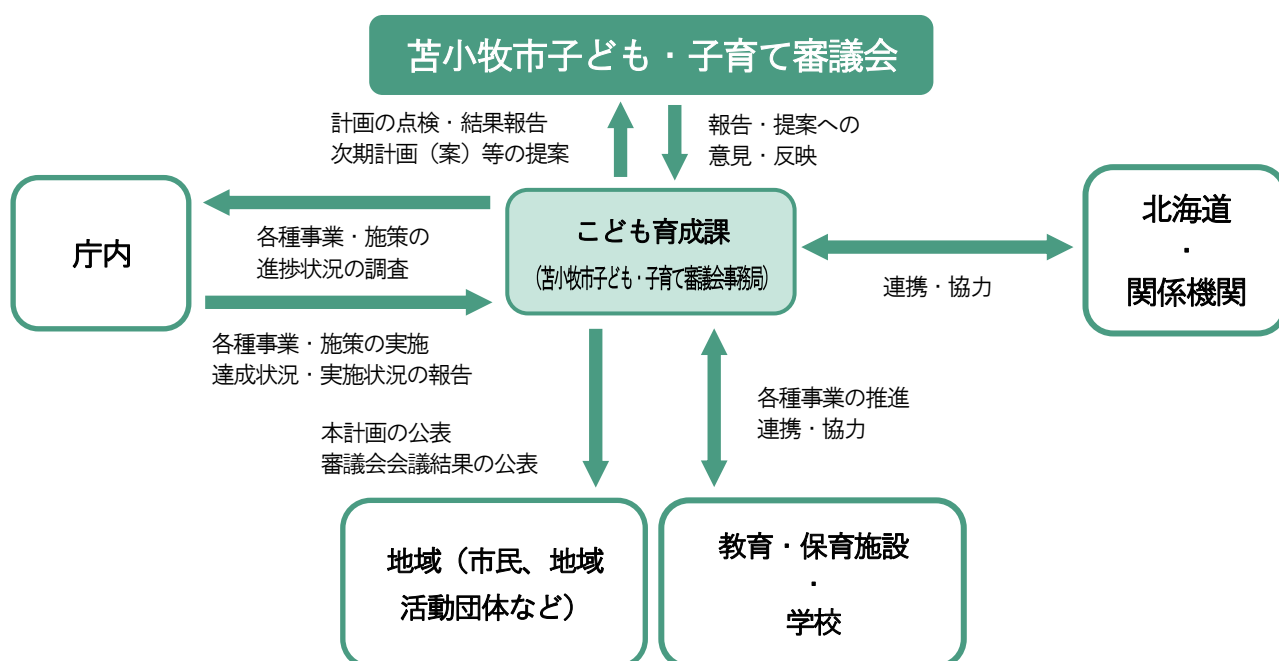 苫小牧市子ども・子育て審議会
計画の点検・結果報告
次期計画（案）等の提案
報告・提案への
意見・反映
庁内
各種事業・施策の
進捗状況の調査
こども育成課
（苫小牧市子ども・子育て審議会事務局）
連携・協力
北海道
・
関係機関
各種事業・施策の実施
達成状況・実施状況の報告
本計画の公表
審議会会議結果の公表
各種事業の推進
連携・協力
地域（市民、地域
活動団体など）
教育・保育施設
・
学校